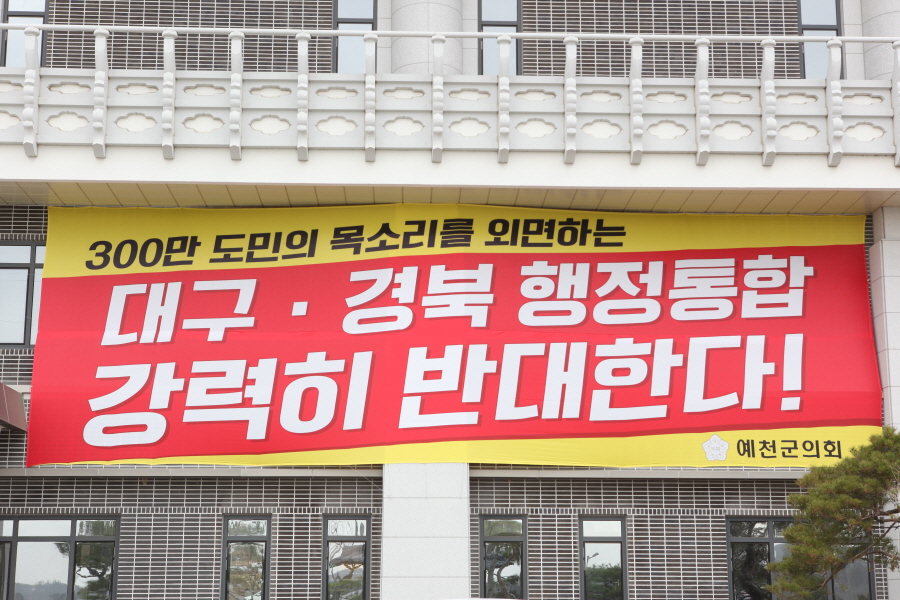 300만 도민의 목소리를 외면하는
대구·경북 행정통합
강력히 반대한다!
예천군의회